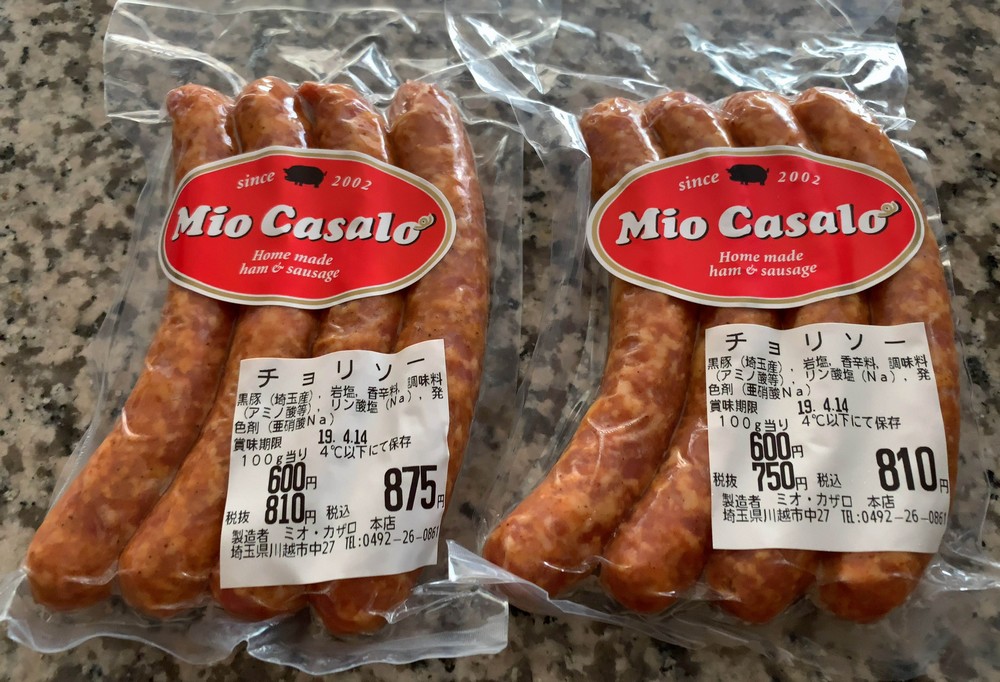 since 2002
Mio Casalo
Home made
ham & sausage
チョリソー
黒豚（埼玉産）, 岩塩, 香辛料, 調味料
（アミノ酸等）, リン酸塩（Na）, 発
色剤（亜硝酸Na）
賞味期限 19. 4.14
100g当り 4℃以下にて保存
600円
税抜 810円 税込 875円
製造者 ミオ・カザロ 本店
埼玉県川越市中27 TEL:0492-26-0861
since 2002
Mio Casalo
Home made
ham & sausage
チョリソー
黒豚（埼玉産）, 岩塩, 香辛料, 調味料
（アミノ酸等）, リン酸塩（Na）, 発
色剤（亜硝酸Na）
賞味期限 19. 4.14
100g当り 4℃以下にて保存
600円
税抜 750円 税込 810円
製造者 ミオ・カザロ 本店
埼玉県川越市中27 TEL:0492-26-0861